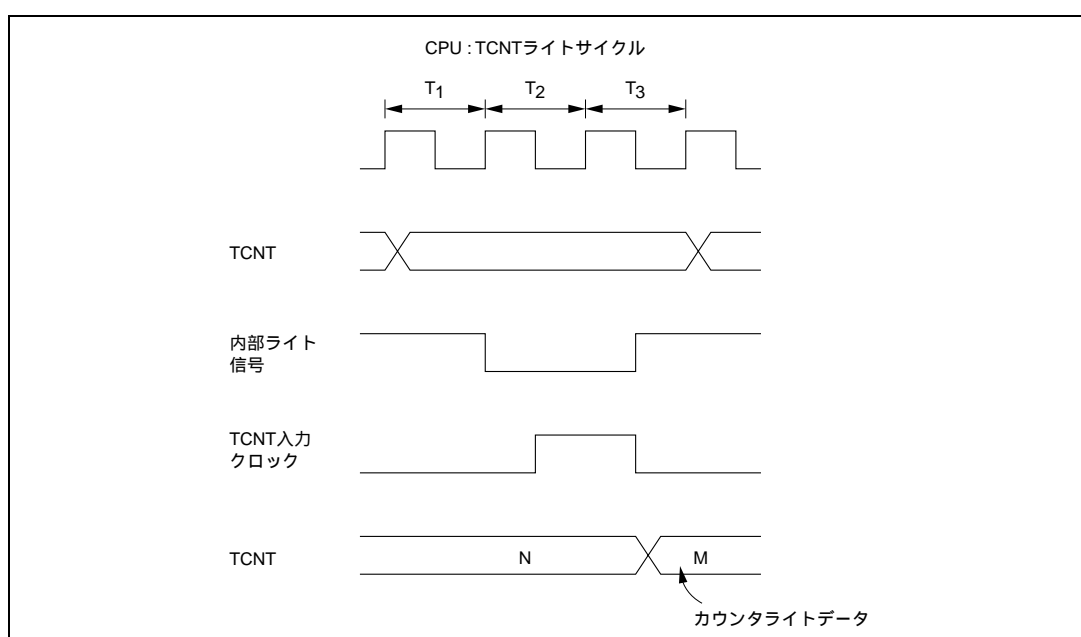 CPU : TCNTライトサイクル
T1 T2 T3
TCNT
内部ライト
信号
TCNT入力
クロック
TCNT N M
カウンタライトデータ